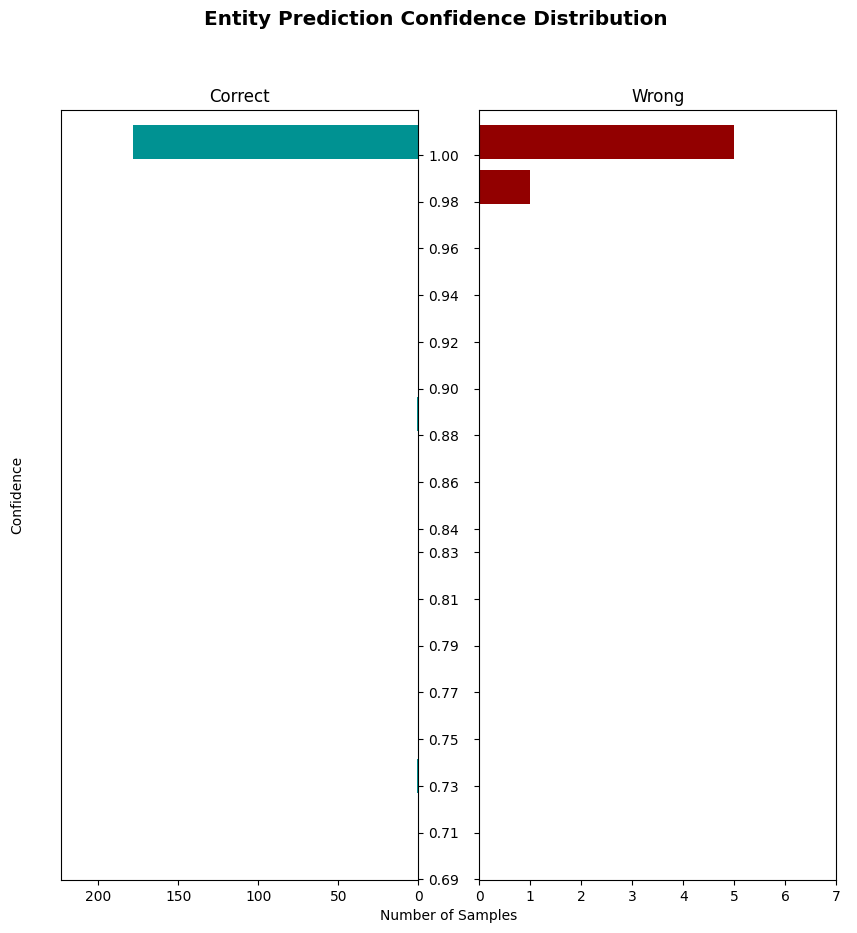 Entity Prediction Confidence Distribution
Correct
Wrong
1.00
0.98
0.96
0.94
0.92
0.90
0.88
0.86
0.84
0.83
0.81
0.79
0.77
0.75
0.73
0.71
0.69
Confidence
200 150 100 50 0
0 1 2 3 4 5 6 7
Number of Samples